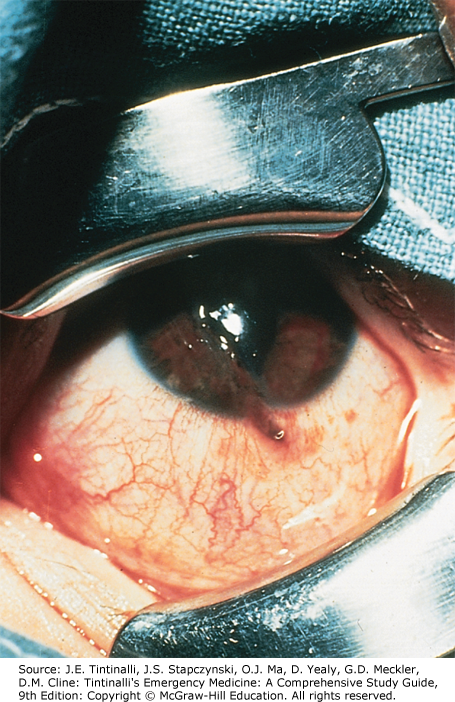 Source: J.E. Tintinalli, J.S. Stapczynski, O.J. Ma, D. Yealy, G.D. Meckler,
D.M. Cline: Tintinalli's Emergency Medicine: A Comprehensive Study Guide,
9th Edition: Copyright © McGraw-Hill Education. All rights reserved.